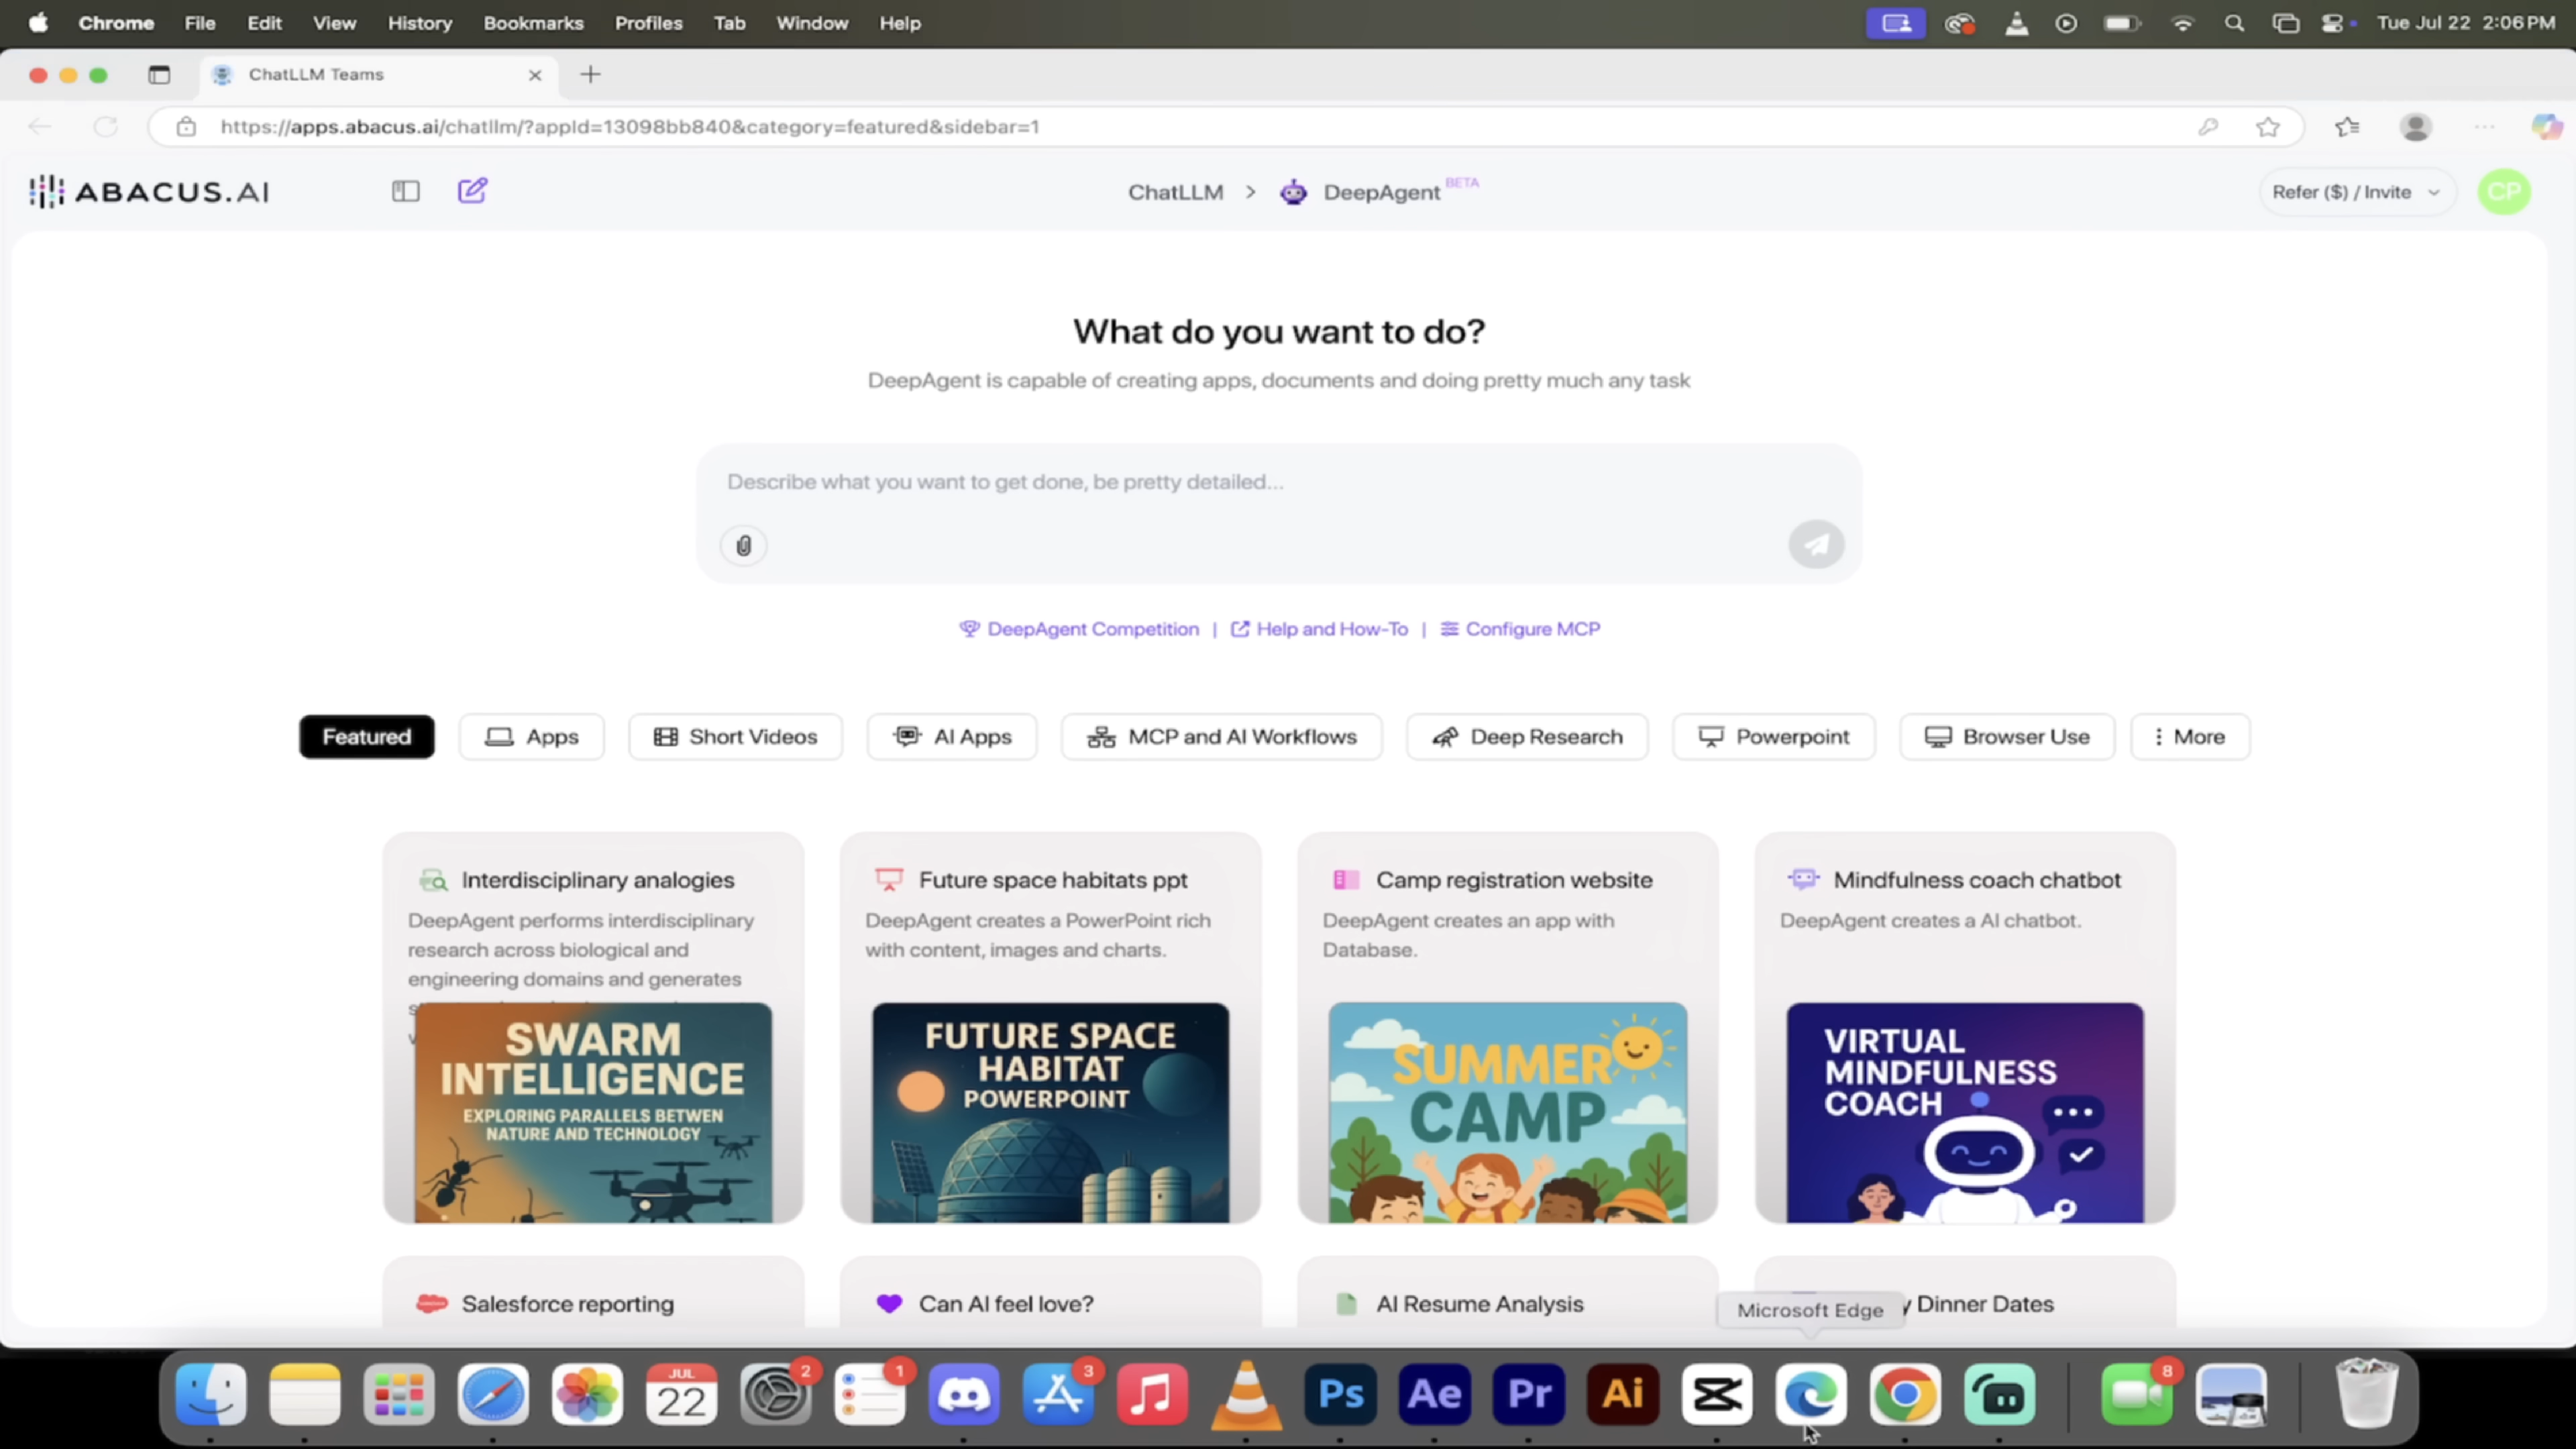 Chrome File Edit View History Bookmarks Profiles Tab Window Help
Tue Jul 22 2:06 PM
ChatLLM Teams
https://apps.abacus.ai/chatllm/?appId=13098bb840&category=featured&sidebar=1
ABACUS.AI
ChatLLM > DeepAgent BETA
Refer ($) / Invite
CP
What do you want to do?
DeepAgent is capable of creating apps, documents and doing pretty much any task
Describe what you want to get done, be pretty detailed...
DeepAgent Competition | Help and How-To | Configure MCP
Featured
Apps
Short Videos
AI Apps
MCP and AI Workflows
Deep Research
Powerpoint
Browser Use
More
Interdisciplinary analogies
DeepAgent performs interdisciplinary
research across biological and
engineering domains and generates
SWARM
INTELLIGENCE
EXPLORING PARALLELS BETWEN
NATURE AND TECHNOLOGY
Future space habitats ppt
DeepAgent creates a PowerPoint rich
with content, images and charts.
FUTURE SPACE
HABITAT
POWERPOINT
Camp registration website
DeepAgent creates an app with
Database.
SUMMER
CAMP
Mindfulness coach chatbot
DeepAgent creates a AI chatbot.
VIRTUAL
MINDFULNESS
COACH
Salesforce reporting
Can AI feel love?
AI Resume Analysis
y Dinner Dates
Microsoft Edge
JUL
22
2
1
3
Ps
Ae
Pr
Ai
8